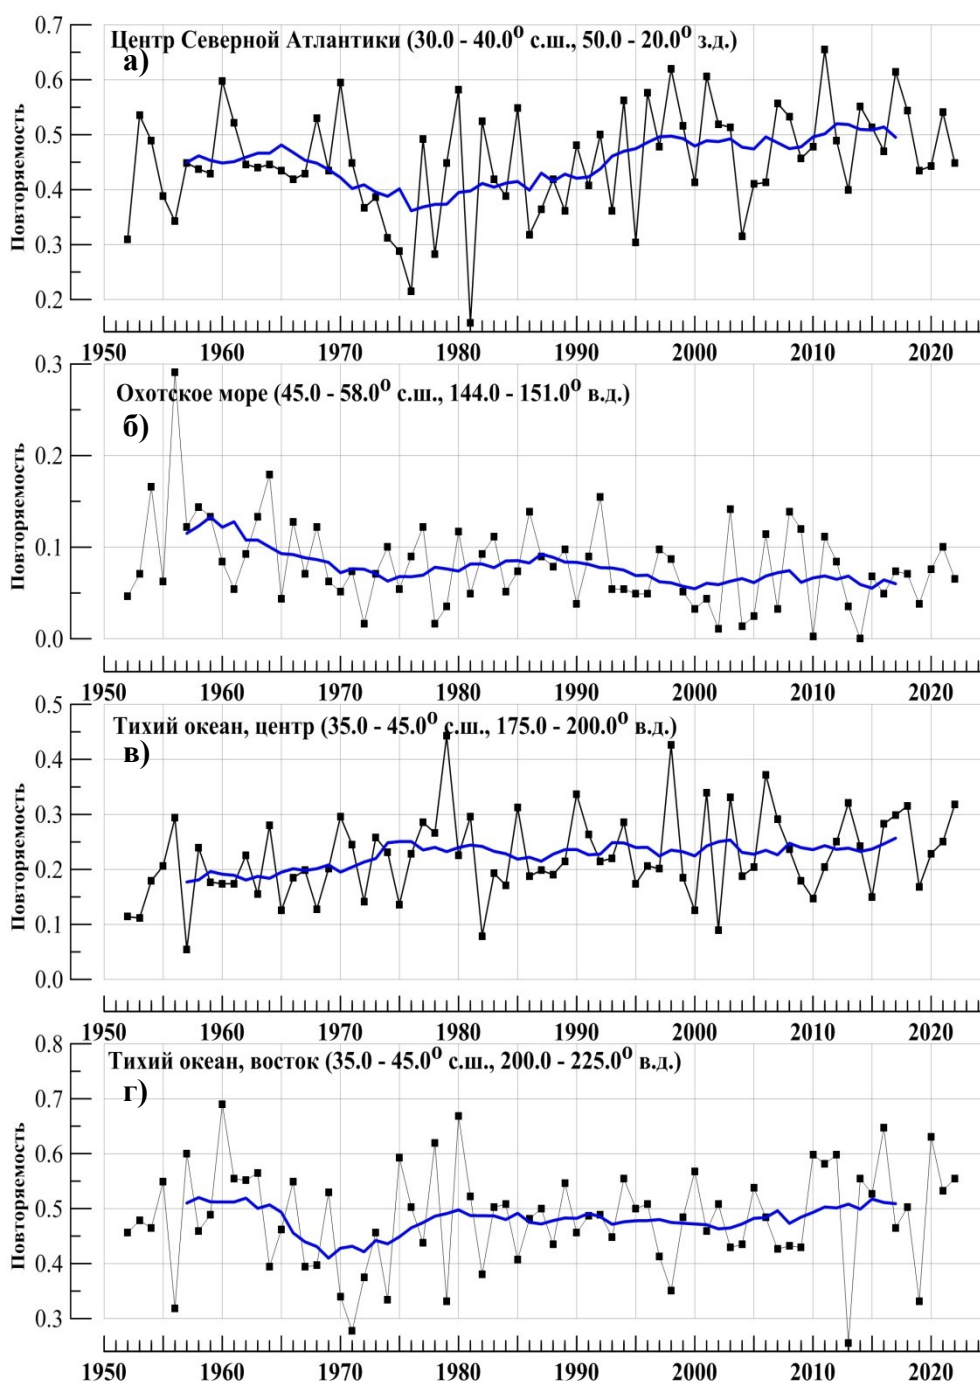 0.7
Центр Северной Атлантики (30.0 - 40.0⁰ с.ш., 50.0 - 20.0⁰ з.д.)
а)
0.6
0.5
0.4
0.3
0.2
Повторяемость
1950 1960 1970 1980 1990 2000 2010 2020
0.3
Охотское море (45.0 - 58.0⁰ с.ш., 144.0 - 151.0⁰ в.д.)
б)
0.2
0.1
0.0
Повторяемость
1950 1960 1970 1980 1990 2000 2010 2020
0.5
Тихий океан, центр (35.0 - 45.0⁰ с.ш., 175.0 - 200.0⁰ в.д.)
в)
0.4
0.3
0.2
0.1
0.0
Повторяемость
1950 1960 1970 1980 1990 2000 2010 2020
0.8
Тихий океан, восток (35.0 - 45.0⁰ с.ш., 200.0 - 225.0⁰ в.д.)
г)
0.7
0.6
0.5
0.4
0.3
Повторяемость
1950 1960 1970 1980 1990 2000 2010 2020